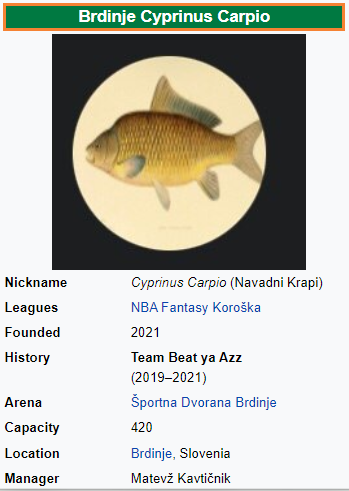 Brdinje Cyprinus Carpio
Nickname Cyprinus Carpio (Navadni Krapi)
Leagues NBA Fantasy Koroška
Founded 2021
History Team Beat ya Azz
(2019–2021)
Arena Športna Dvorana Brdinje
Capacity 420
Location Brdinje, Slovenia
Manager Matevž Kavtičnik